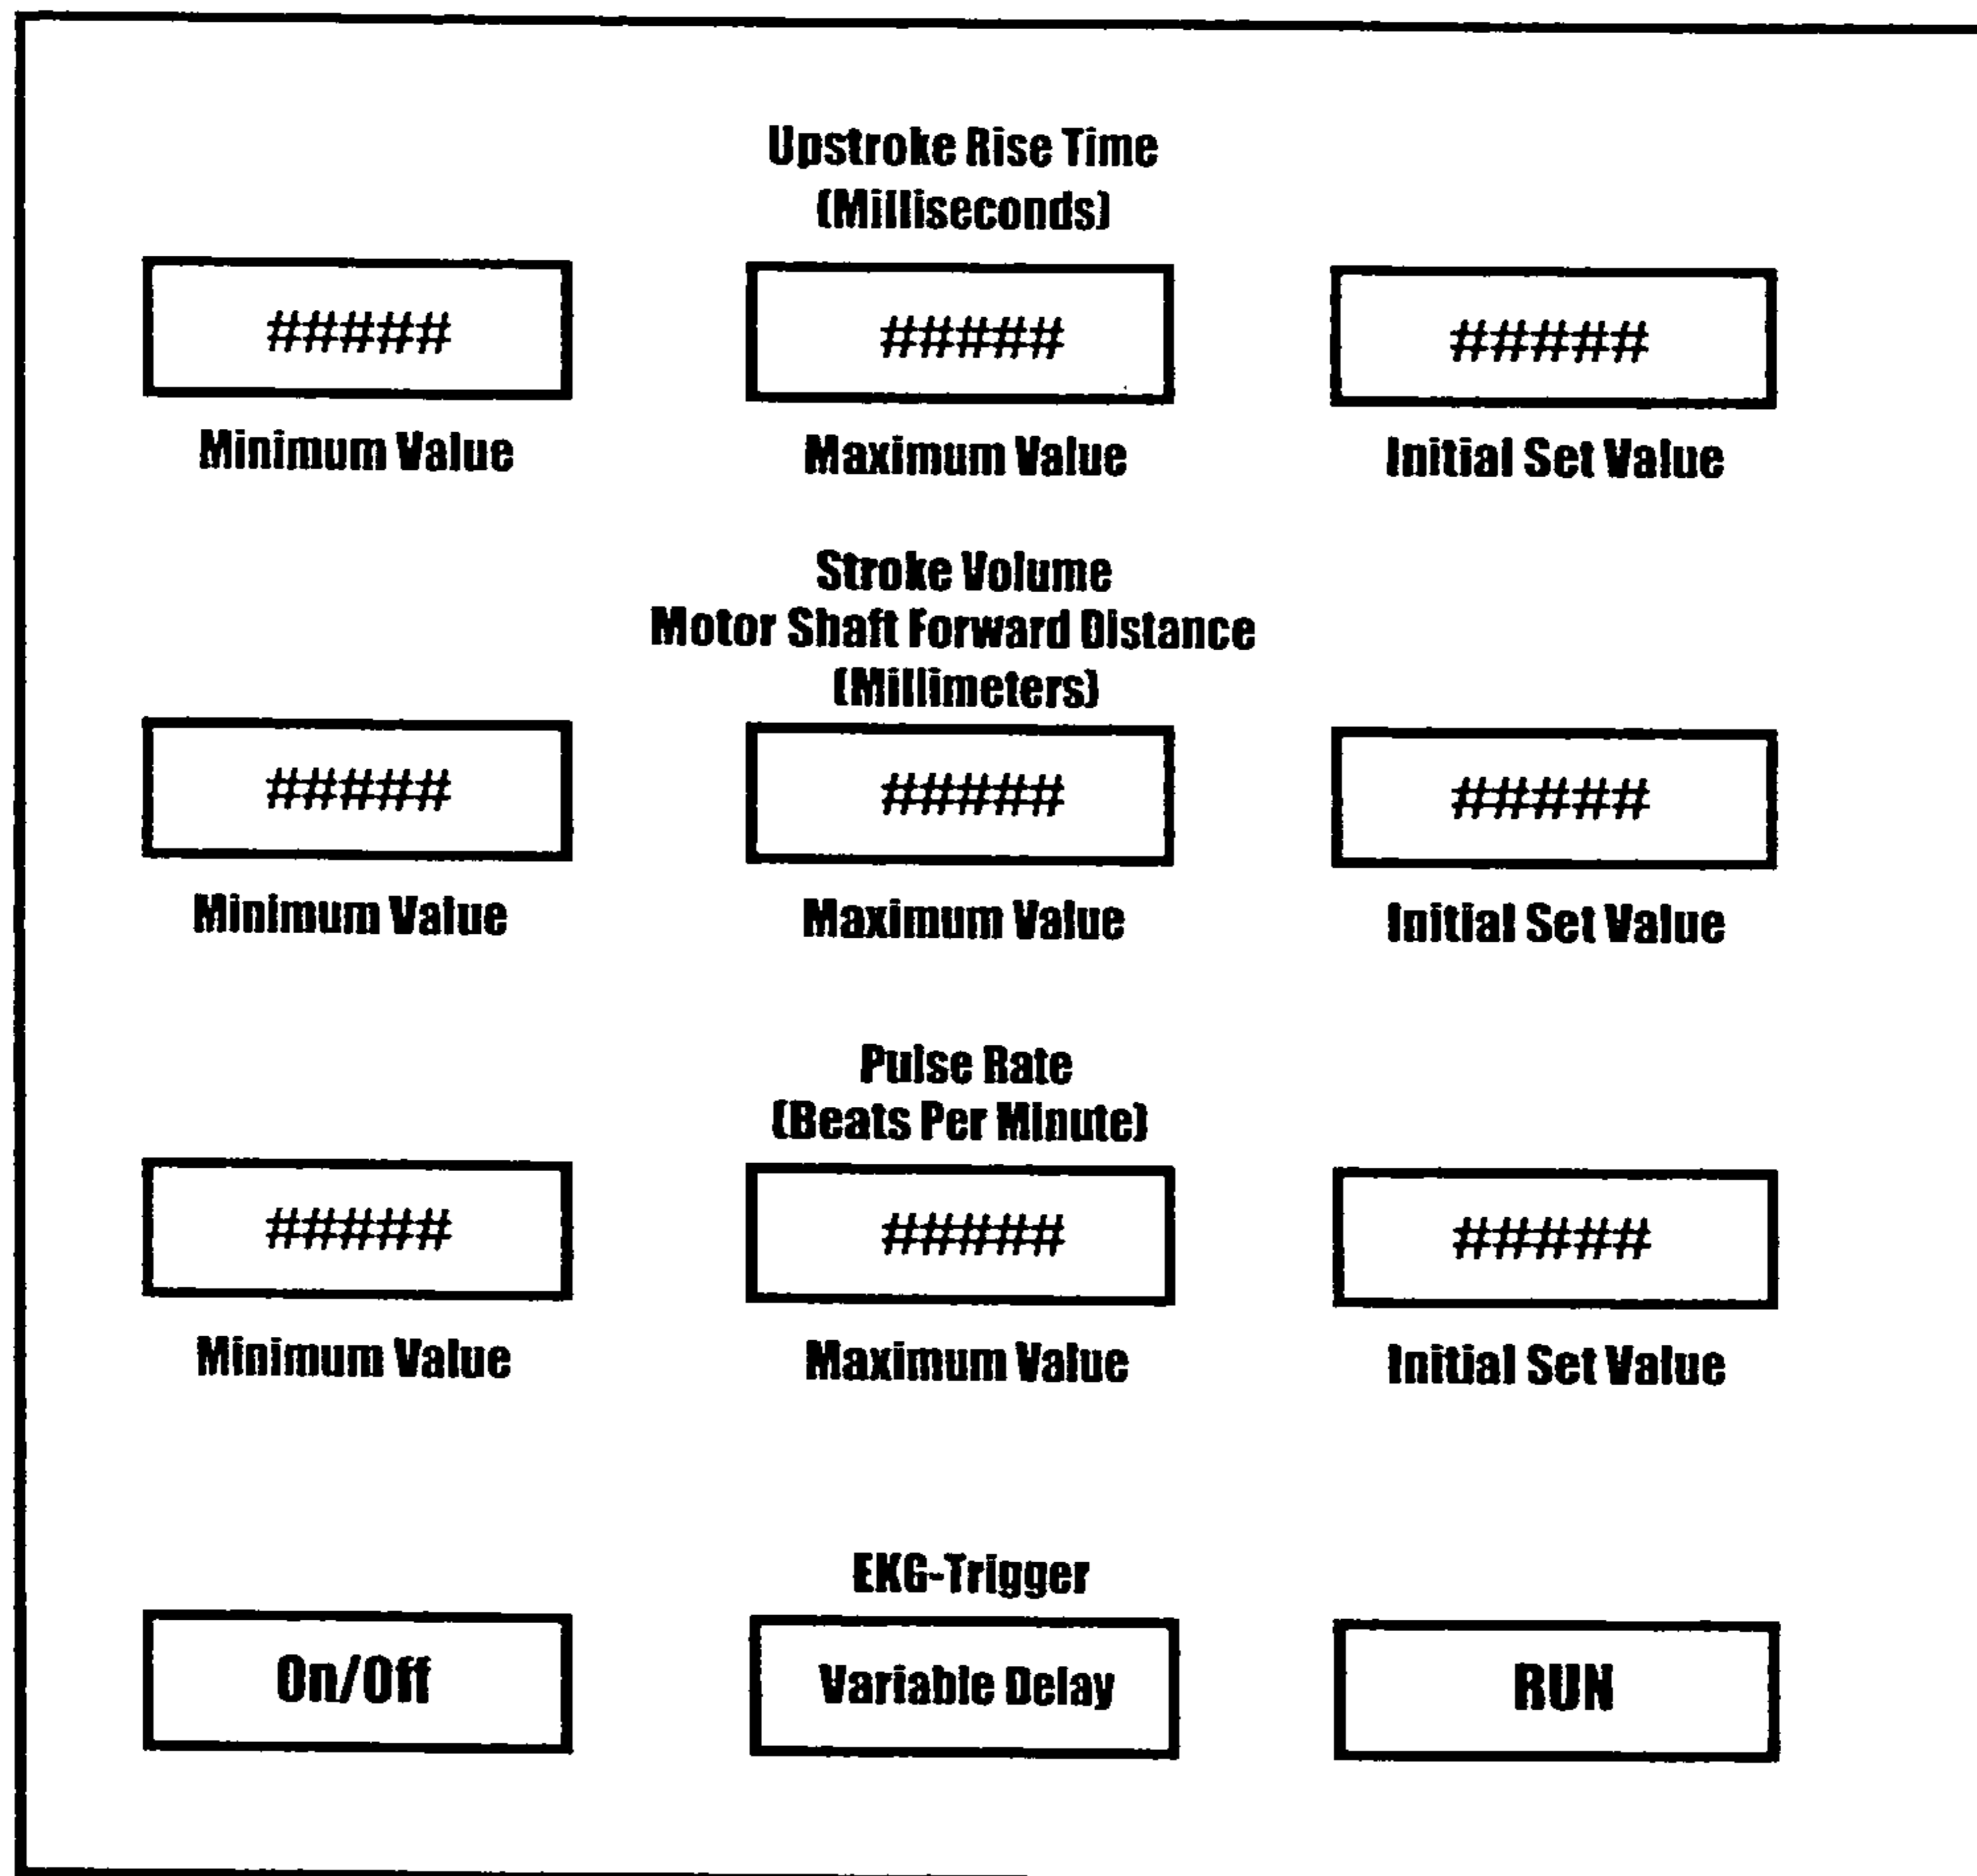 Upstroke Rise Time
(Milliseconds)
##### ##### #####
Minimum Value Maximum Value Initial Set Value
Stroke Volume
Motor Shaft Forward Distance
(Millimeters)
##### ##### #####
Minimum Value Maximum Value Initial Set Value
Pulse Rate
(Beats Per Minute)
##### ##### #####
Minimum Value Maximum Value Initial Set Value
EKG-Trigger
On/Off Variable Delay RUN